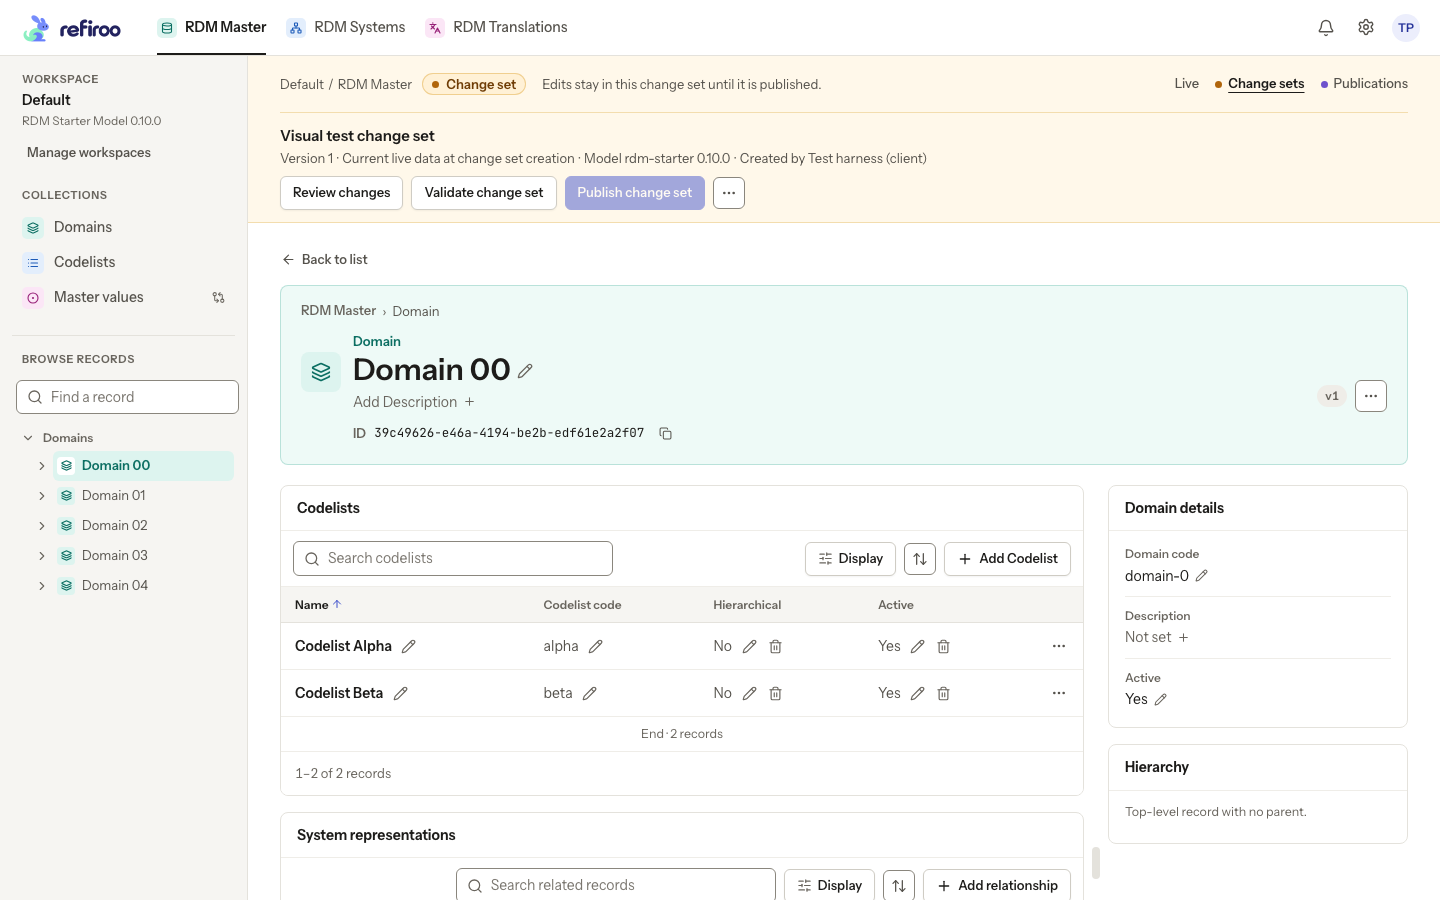 refiroo
RDM Master
RDM Systems
RDM Translations
TP
WORKSPACE
Default
RDM Starter Model 0.10.0
Manage workspaces
COLLECTIONS
Domains
Codelists
Master values
BROWSE RECORDS
Find a record
Domains
Domain 00
Domain 01
Domain 02
Domain 03
Domain 04
Default / RDM Master
Change set
Edits stay in this change set until it is published.
Live
Change sets
Publications
Visual test change set
Version 1 · Current live data at change set creation · Model rdm-starter 0.10.0 · Created by Test harness (client)
Review changes
Validate change set
Publish change set
Back to list
RDM Master › Domain
Domain
Domain 00
Add Description +
ID 39c49626-e46a-4194-be2b-edf61e2a2f07
v1
Codelists
Search codelists
Display
+ Add Codelist
Name ↑ Codelist code Hierarchical Active
Codelist Alpha alpha No Yes
Codelist Beta beta No Yes
End · 2 records
1–2 of 2 records
System representations
Search related records
Display
+ Add relationship
Domain details
Domain code
domain-0
Description
Not set +
Active
Yes
Hierarchy
Top-level record with no parent.